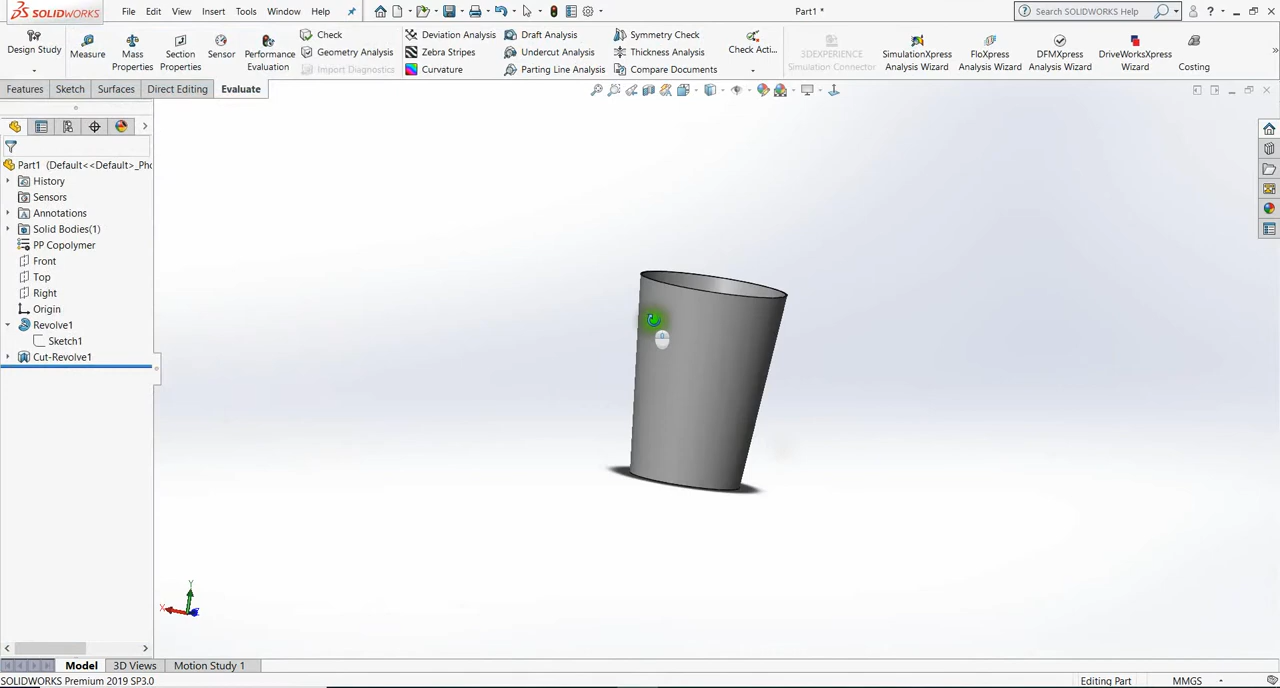 SOLIDWORKS File Edit View Insert Tools Window Help Part1 * Search SOLIDWORKS Help ?
Design Study
Measure
Mass Properties
Section Properties
Sensor
Performance Evaluation
Check
Geometry Analysis
Import Diagnostics
Deviation Analysis
Zebra Stripes
Curvature
Draft Analysis
Undercut Analysis
Parting Line Analysis
Symmetry Check
Thickness Analysis
Compare Documents
Check Acti...
3DEXPERIENCE Simulation Connector
SimulationXpress Analysis Wizard
FloXpress Analysis Wizard
DFMXpress Analysis Wizard
DriveWorksXpress Wizard
Costing
Features Sketch Surfaces Direct Editing Evaluate
Part1 (Default<<Default>_Pho
History
Sensors
Annotations
Solid Bodies(1)
PP Copolymer
Front
Top
Right
Origin
Revolve1
Sketch1
Cut-Revolve1
Y
X
Z
Model 3D Views Motion Study 1
SOLIDWORKS Premium 2019 SP3.0 Editing Part MMGS